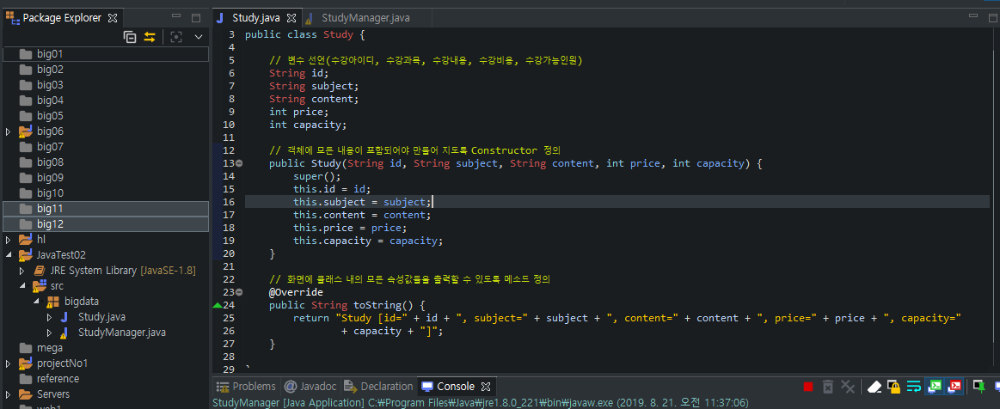 Package Explorer
big01
big02
big03
big04
big05
big06
big07
big08
big09
big10
big11
big12
hl
JavaTest02
JRE System Library [JavaSE-1.8]
src
bigdata
Study.java
StudyManager.java
mega
projectNo1
reference
Servers
Study.java
StudyManager.java
3 public class Study {
4
5 // 변수 선언(수강아이디, 수강과목, 수강내용, 수강비용, 수강가능인원)
6 String id;
7 String subject;
8 String content;
9 int price;
10 int capacity;
11
12 // 객체에 모든 내용이 포함되어야 만들어 지도록 Constructor 정의
13 public Study(String id, String subject, String content, int price, int capacity) {
14 super();
15 this.id = id;
16 this.subject = subject;
17 this.content = content;
18 this.price = price;
19 this.capacity = capacity;
20 }
21
22 // 화면에 클래스 내의 모든 속성값들을 출력할 수 있도록 메소드 정의
23 @Override
24 public String toString() {
25 return "Study [id=" + id + ", subject=" + subject + ", content=" + content + ", price=" + price + ", capacity="
26 + capacity + "]";
27 }
28
29
Problems @ Javadoc Declaration Console
StudyManager [Java Application] C:₩Program Files₩Java₩jre1.8.0_221₩bin₩javaw.exe (2019. 8. 21. 오전 11:37:06)